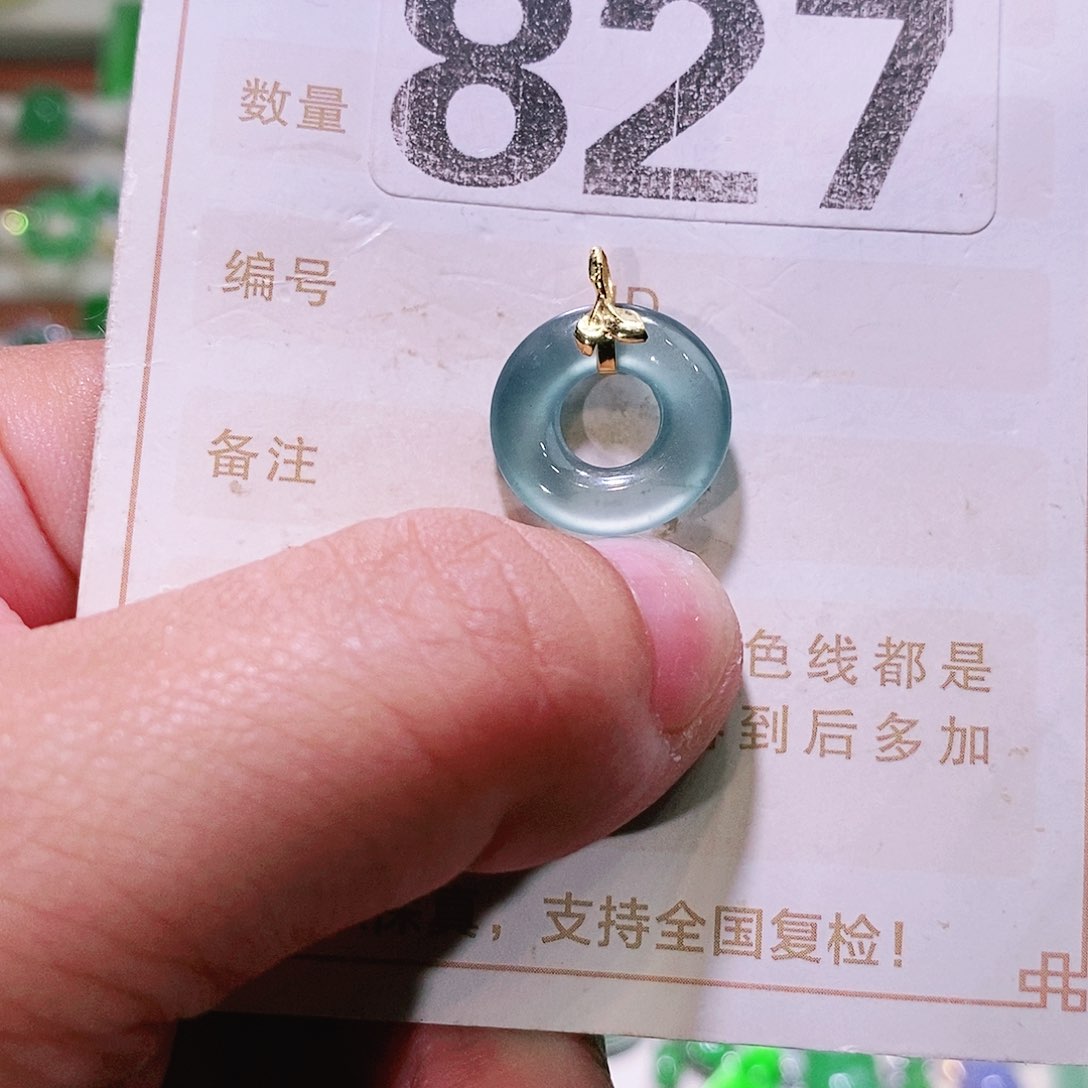 827
数量
编号 ID
备注
色线都是
到后多加
，支持全国复检！